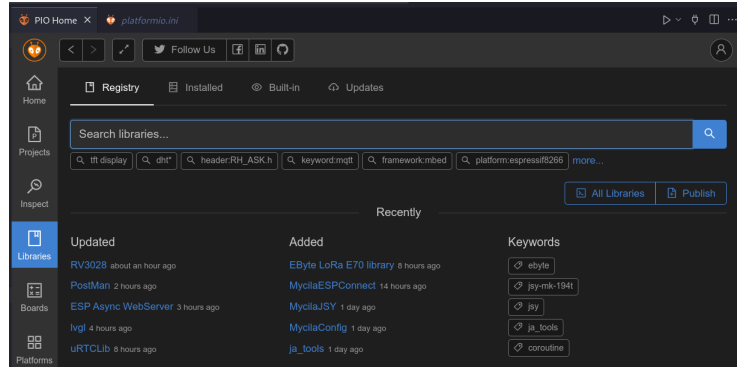 PIO Home
platformio.ini
Follow Us
Home
Projects
Inspect
Libraries
Boards
Platforms
Registry Installed Built-in Updates
Search libraries...
tft display dht* header:RH_ASK.h keyword:mqtt framework:mbed platform:espressif8266 more...
All Libraries Publish
Recently
Updated
RV3028 about an hour ago
PostMan 2 hours ago
ESP Async WebServer 3 hours ago
lvgl 4 hours ago
uRTCLib 8 hours ago
Added
EByte LoRa E70 library 8 hours ago
MycilaESPConnect 14 hours ago
MycilaJSY 1 day ago
MycilaConfig 1 day ago
ja_tools 1 day ago
Keywords
ebyte
jsy-mk-194t
jsy
ja_tools
coroutine